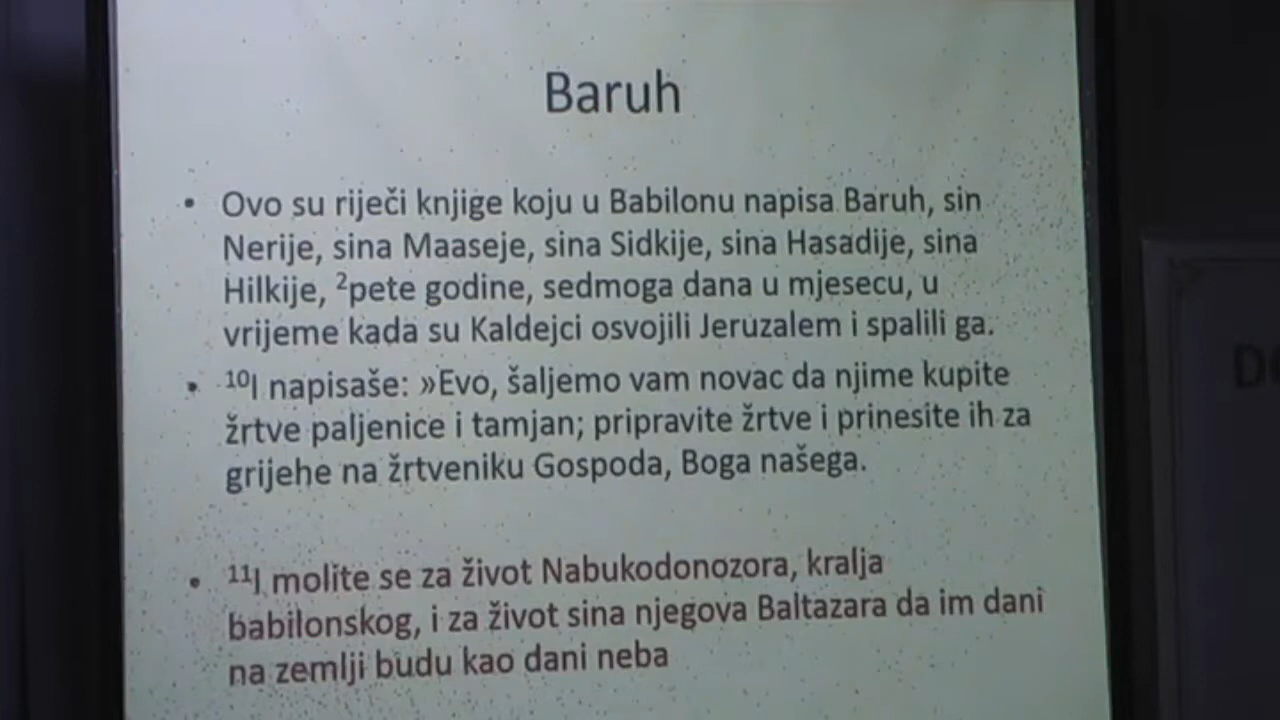 Baruh
• Ovo su riječi knjige koju u Babilonu napisa Baruh, sin
Nerije, sina Maaseje, sina Sidkije, sina Hasadije, sina
Hilkije, ²pete godine, sedmoga dana u mjesecu, u
vrijeme kada su Kaldejci osvojili Jeruzalem i spalili ga.
• ¹⁰I napisaše: »Evo, šaljemo vam novac da njime kupite
žrtve paljenice i tamjan; pripravite žrtve i prinesite ih za
grijehe na žrtveniku Gospoda, Boga našega.
• ¹¹I molite se za život Nabukodonozora, kralja
babilonskog, i za život sina njegova Baltazara da im dani
na zemlji budu kao dani neba